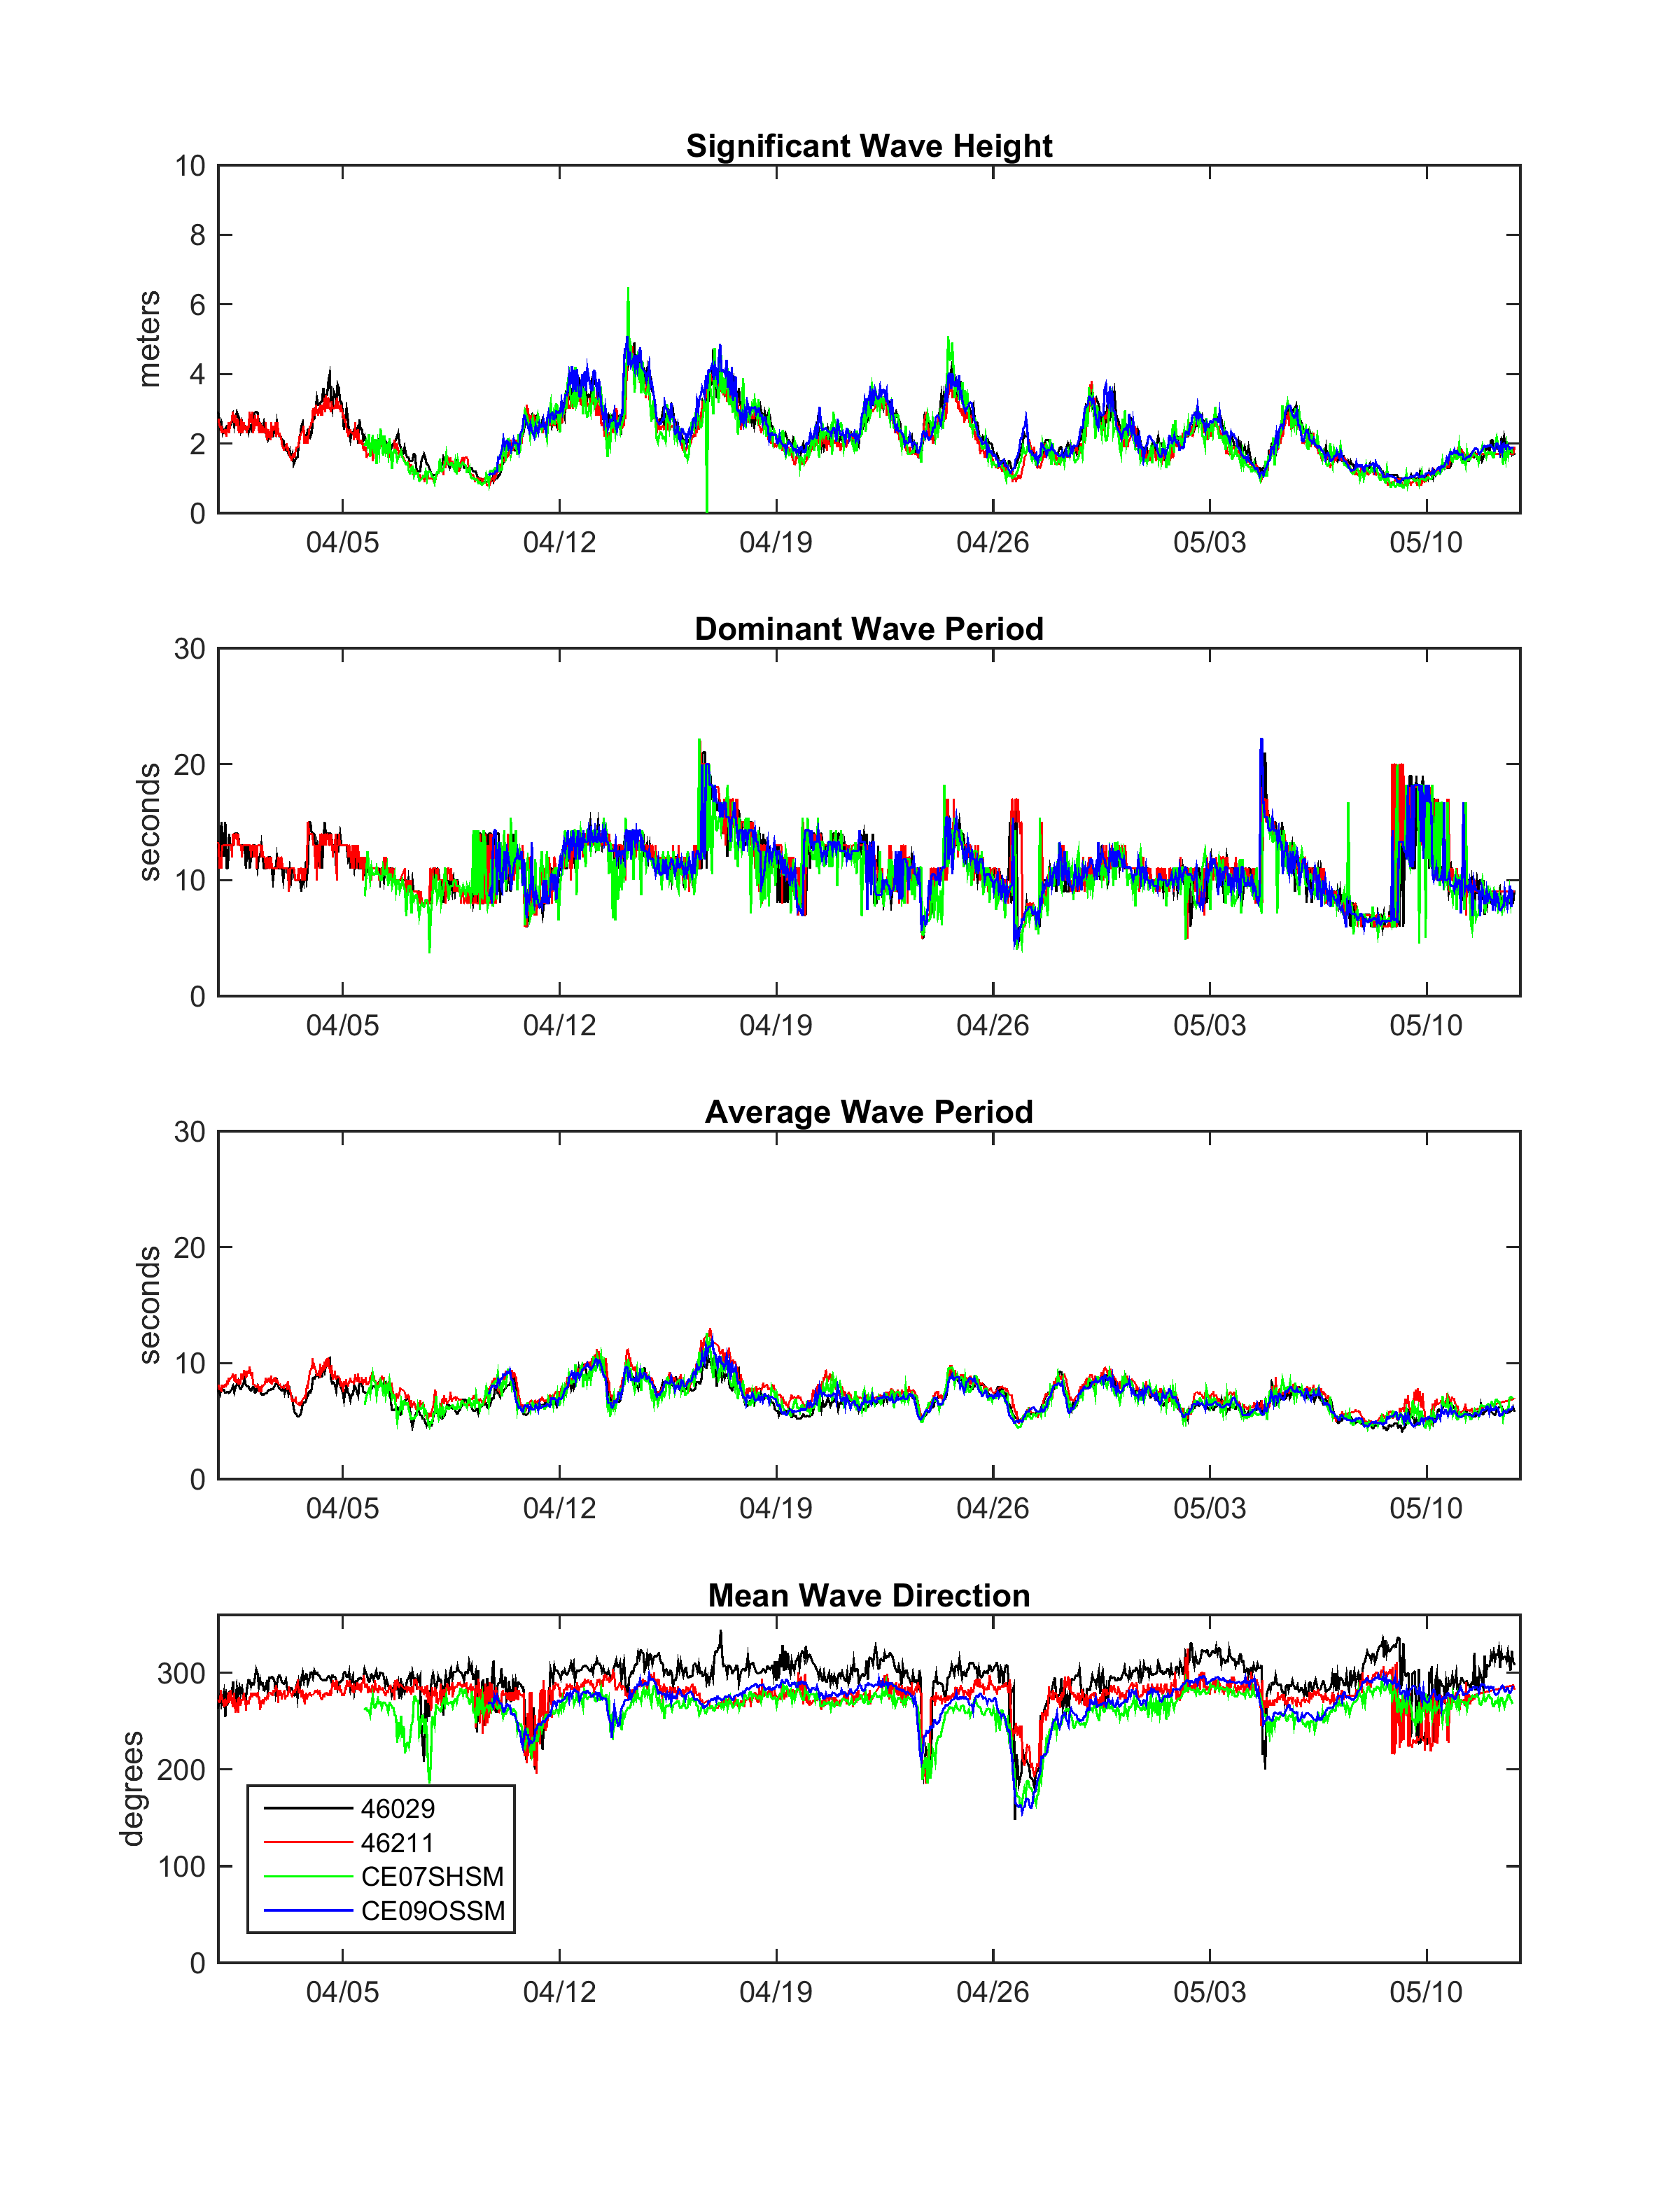 Significant Wave Height
10
8
6
4
2
0
meters
04/05 04/12 04/19 04/26 05/03 05/10
Dominant Wave Period
30
20
10
0
seconds
04/05 04/12 04/19 04/26 05/03 05/10
Average Wave Period
30
20
10
0
seconds
04/05 04/12 04/19 04/26 05/03 05/10
Mean Wave Direction
300
200
100
0
degrees
46029
46211
CE07SHSM
CE09OSSM
04/05 04/12 04/19 04/26 05/03 05/10